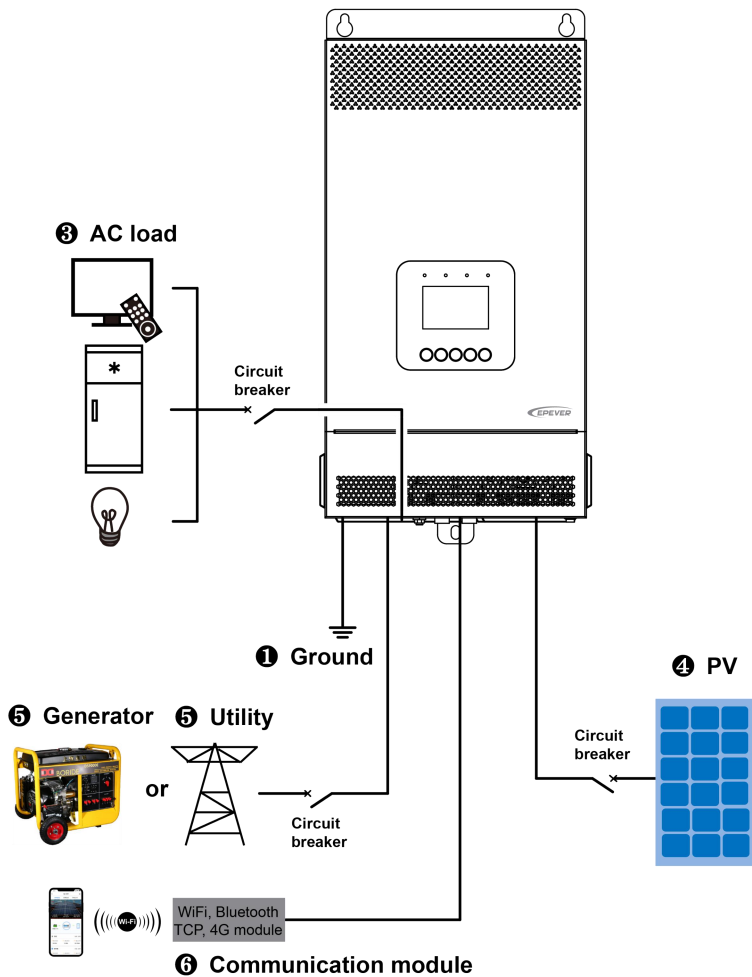 ❸ AC load
Circuit
breaker
EPEVER
❶ Ground
❹ PV
❺ Generator
❺ Utility
or
Circuit
breaker
Circuit
breaker
Wi-Fi
WiFi, Bluetooth
TCP, 4G module
❻ Communication module